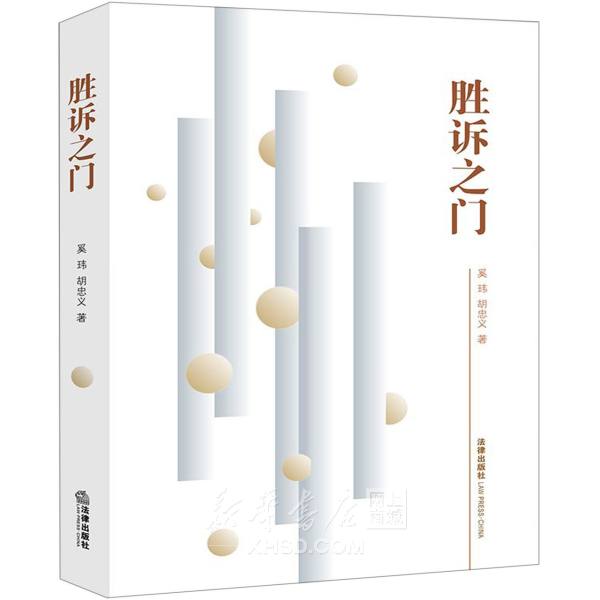 胜诉之门
奚 玮 胡忠义 著
法律出版社
LAW PRESS·CHINA
胜诉之门
奚 玮 胡忠义 著
法律出版社
LAW PRESS·CHINA
新华书店
网上
商城
XHSD.COM